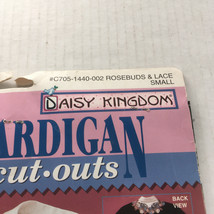 #C705-1440-002 ROSEBUDS & LACE
SMALL
DAISY KINGDOM
ARDIGAN
cut·outs
BACK
VIEW